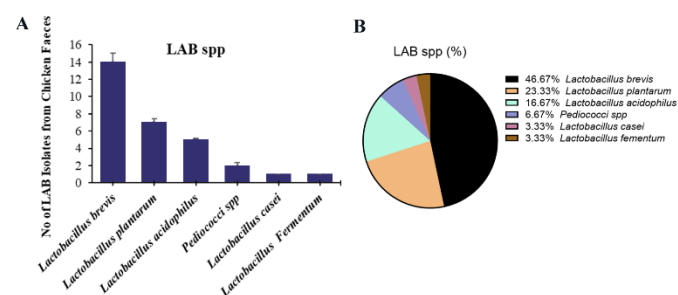 A
LAB spp
No of LAB Isolates from Chicken Faeces
16
14
12
10
8
6
4
2
0
Lactobacillus brevis
Lactobacillus plantarum
Lactobacillus acidophilus
Pediococci spp
Lactobacillus casei
Lactobacillus Fermentum
B
LAB spp (%)
46.67% Lactobacillus brevis
23.33% Lactobacillus plantarum
16.67% Lactobacillus acidophilus
6.67% Pediococci spp
3.33% Lactobacillus casei
3.33% Lactobacillus fementum